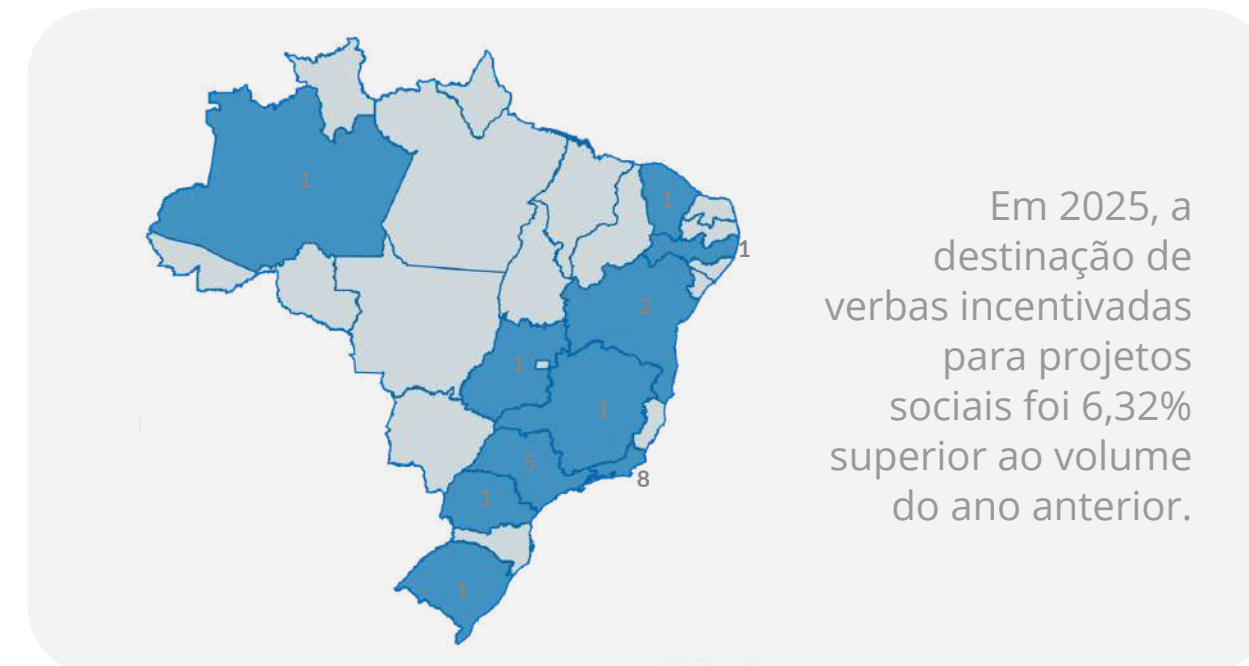 1
1
1
2
1
1
5
8
1
1
Em 2025, a
destinação de
verbas incentivadas
para projetos
sociais foi 6,32%
superior ao volume
do ano anterior.